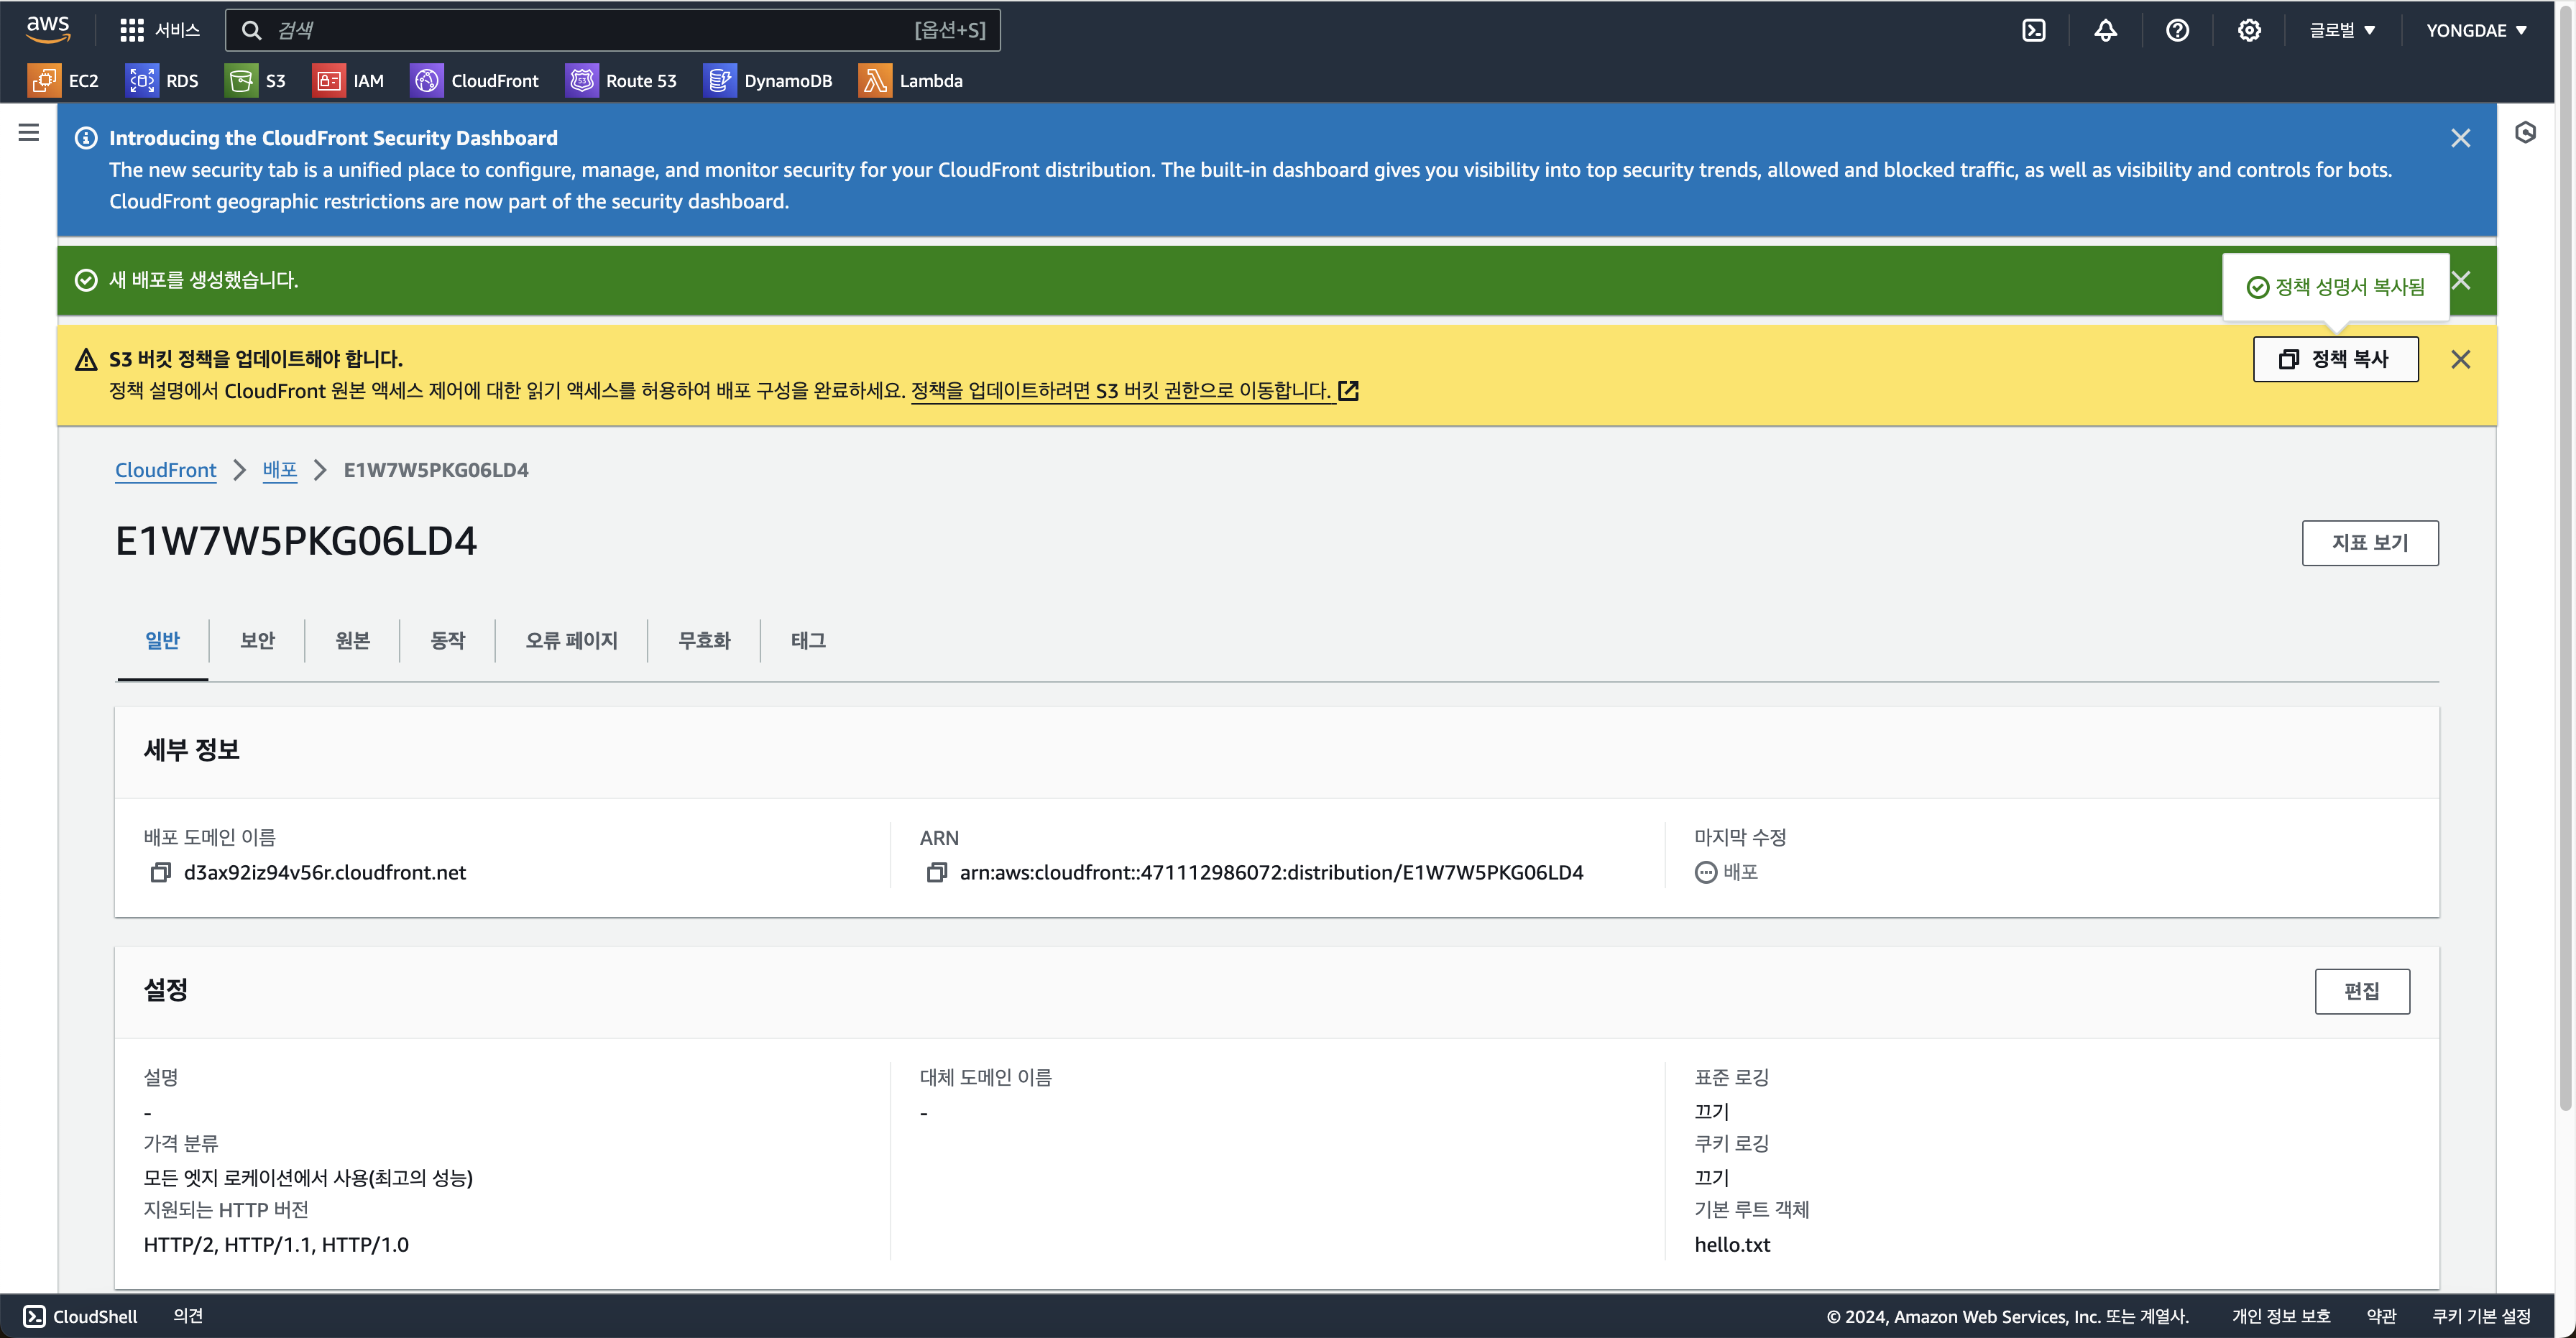 aws
서비스
검색
[옵션+S]
글로벌
YONGDAE
EC2
RDS
S3
IAM
CloudFront
Route 53
DynamoDB
Lambda
Introducing the CloudFront Security Dashboard
The new security tab is a unified place to configure, manage, and monitor security for your CloudFront distribution. The built-in dashboard gives you visibility into top security trends, allowed and blocked traffic, as well as visibility and controls for bots.
CloudFront geographic restrictions are now part of the security dashboard.
새 배포를 생성했습니다.
정책 성명서 복사됨
S3 버킷 정책을 업데이트해야 합니다.
정책 복사
정책 설명에서 CloudFront 원본 액세스 제어에 대한 읽기 액세스를 허용하여 배포 구성을 완료하세요. 정책을 업데이트하려면 S3 버킷 권한으로 이동합니다.
CloudFront > 배포 > E1W7W5PKG06LD4
E1W7W5PKG06LD4
지표 보기
일반
보안
원본
동작
오류 페이지
무효화
태그
세부 정보
배포 도메인 이름
d3ax92iz94v56r.cloudfront.net
ARN
arn:aws:cloudfront::471112986072:distribution/E1W7W5PKG06LD4
마지막 수정
배포
설정
편집
설명
-
가격 분류
모든 엣지 로케이션에서 사용(최고의 성능)
지원되는 HTTP 버전
HTTP/2, HTTP/1.1, HTTP/1.0
대체 도메인 이름
-
표준 로깅
끄기
쿠키 로깅
끄기
기본 루트 객체
hello.txt
CloudShell
의견
© 2024, Amazon Web Services, Inc. 또는 계열사.
개인 정보 보호
약관
쿠키 기본 설정